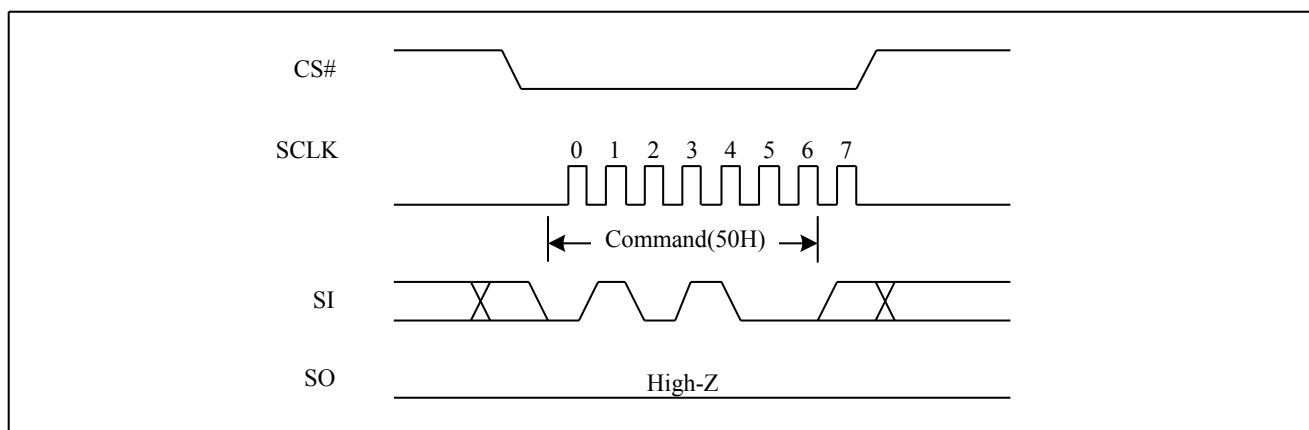 CS#
SCLK
0 1 2 3 4 5 6 7
Command(50H)
SI
SO
High-Z